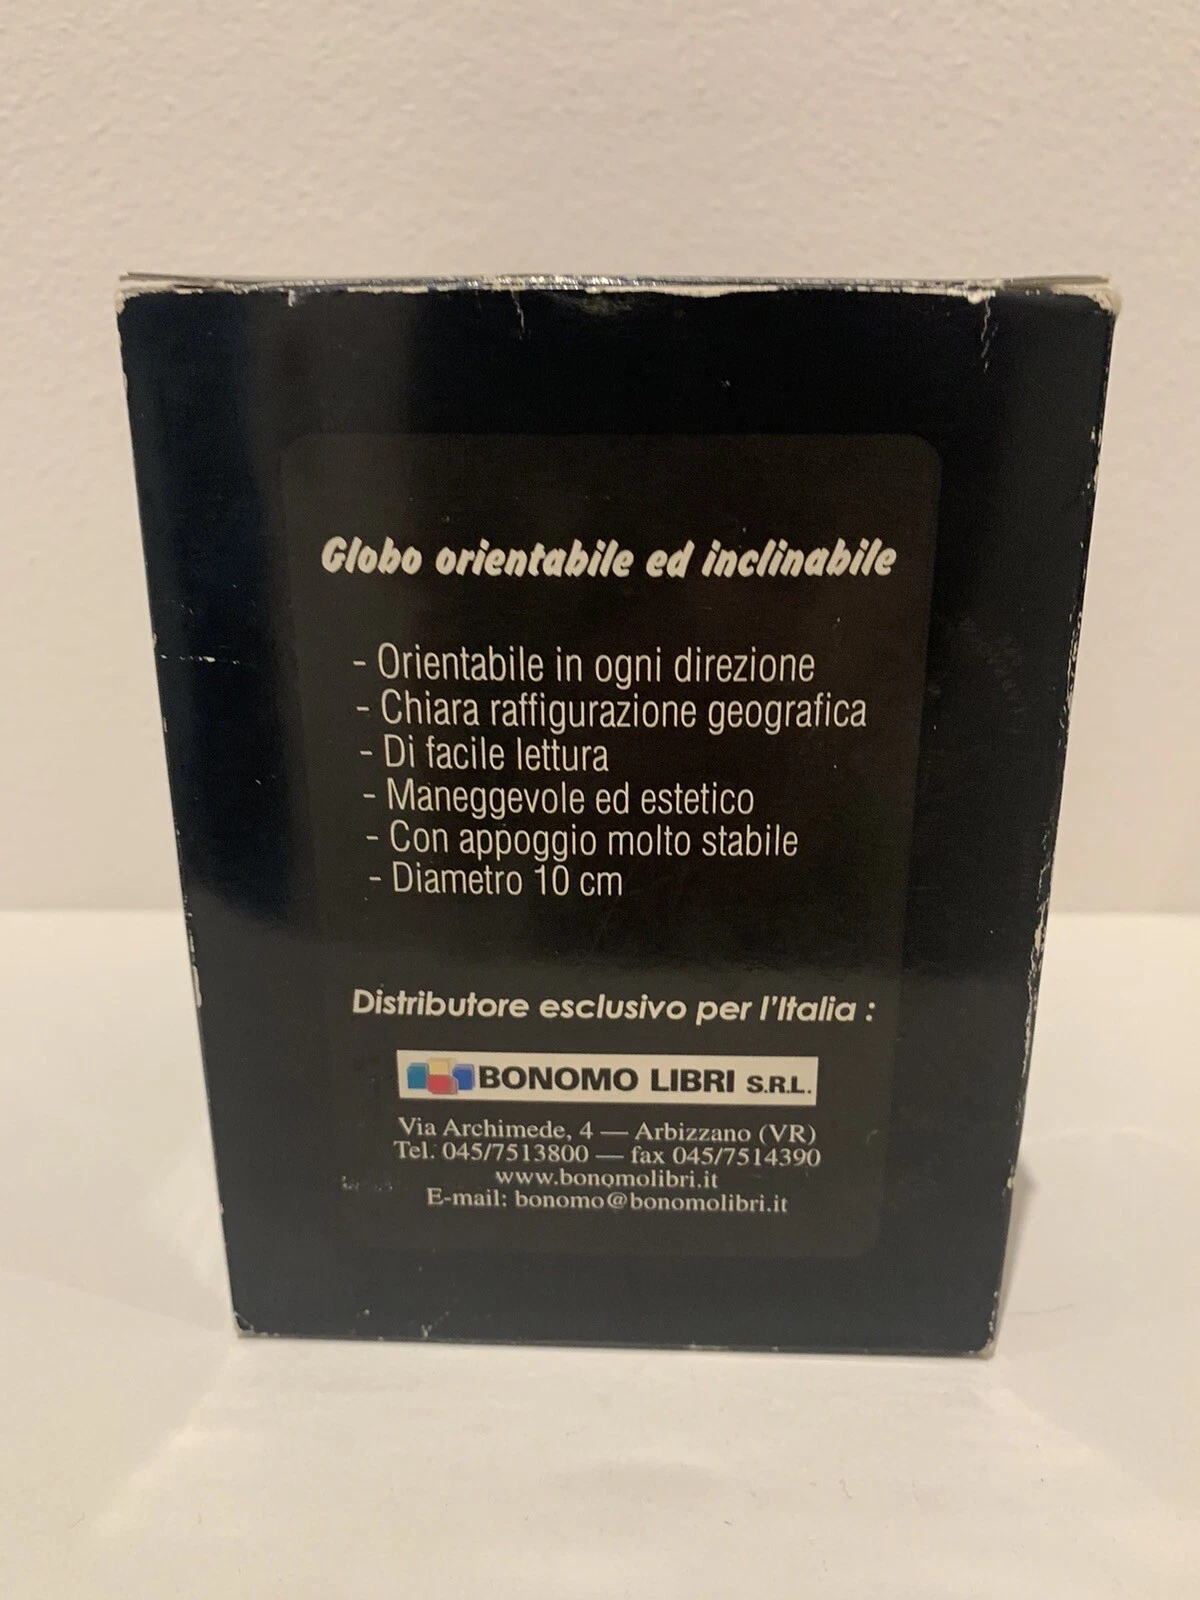 Globo orientabile ed inclinabile
- Orientabile in ogni direzione
- Chiara raffigurazione geografica
- Di facile lettura
- Maneggevole ed estetico
- Con appoggio molto stabile
- Diametro 10 cm
Distributore esclusivo per l'Italia :
BONOMO LIBRI S.R.L.
Via Archimede, 4 — Arbizzano (VR)
Tel. 045/7513800 — fax 045/7514390
www.bonomolibri.it
E-mail: bonomo@bonomolibri.it